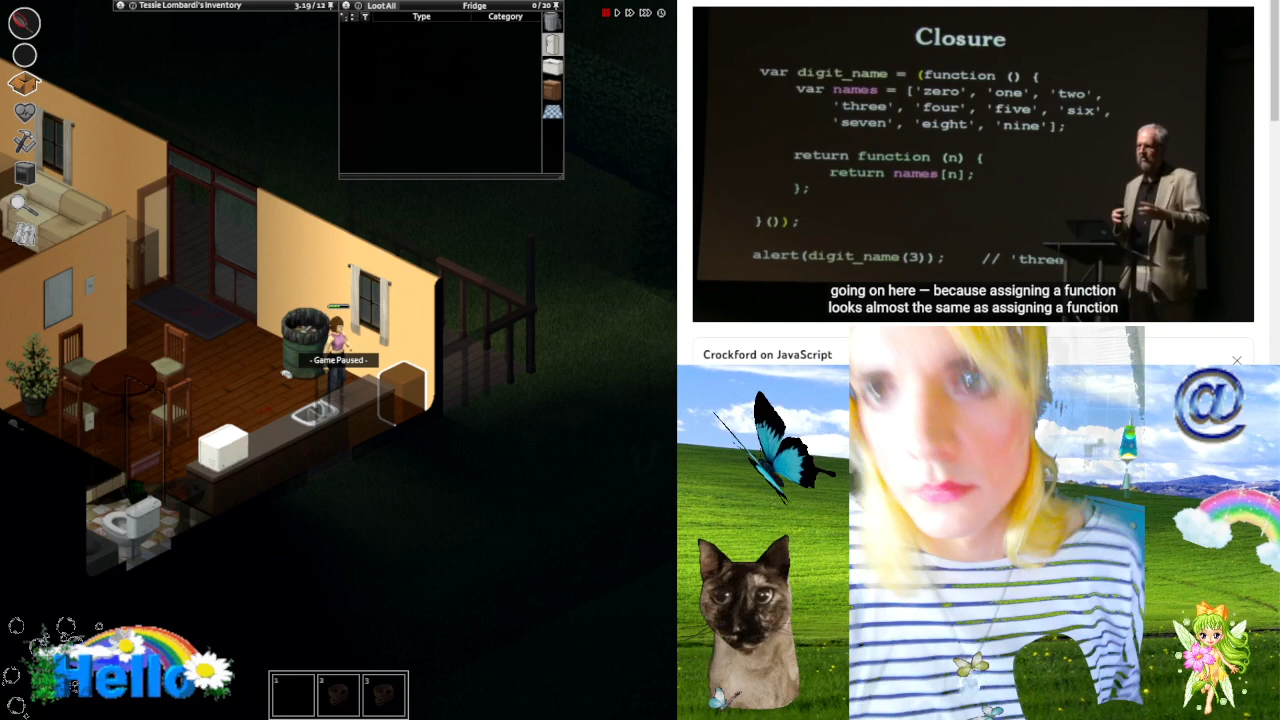 Tessie Lombardi's Inventory
3.19 / 12
Loot All
Fridge
0 / 20
Type
Category
- Game Paused -
Hello
1
2
3
Closure
var digit_name = (function () {
var names = ['zero', 'one', 'two',
'three', 'four', 'five', 'six',
'seven', 'eight', 'nine'];
return function (n) {
return names[n];
};
}());
alert(digit_name(3)); // 'three
going on here — because assigning a function
looks almost the same as assigning a function
Crockford on JavaScript
@